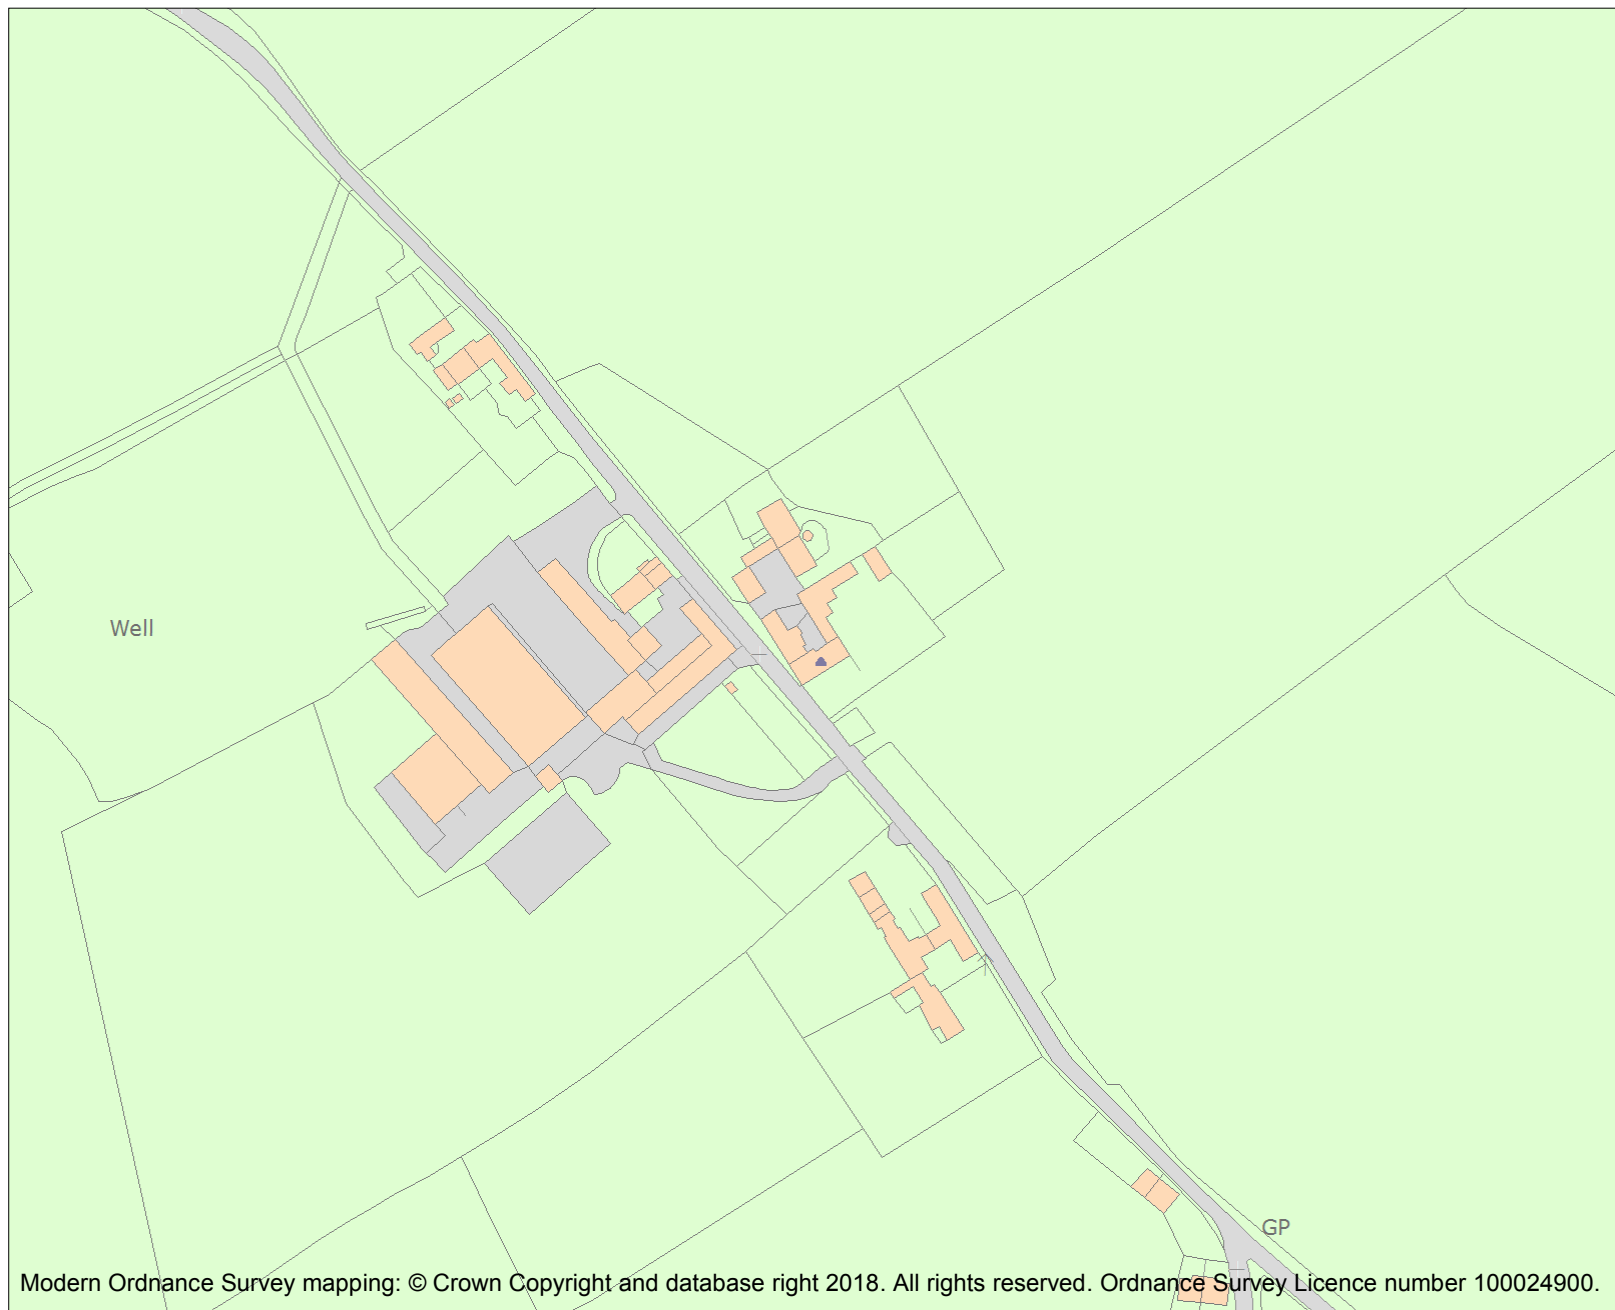 Well
GP
Modern Ordnance Survey mapping: © Crown Copyright and database right 2018. All rights reserved. Ordnance Survey Licence number 100024900.